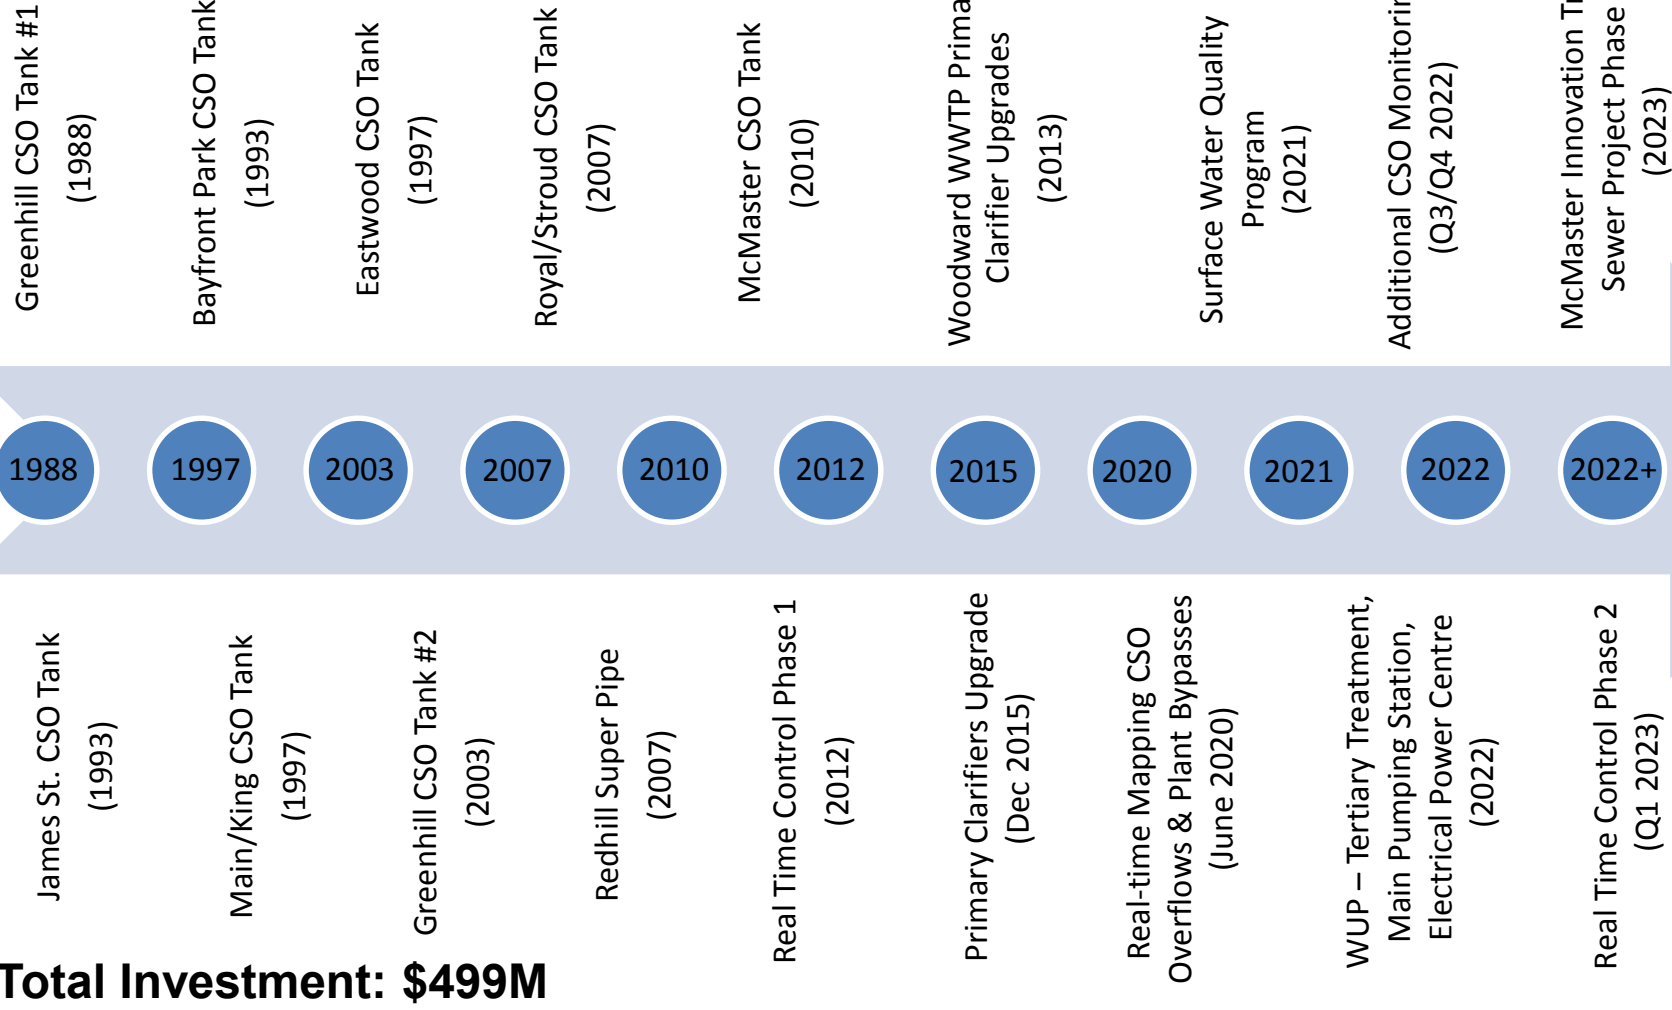 Greenhill CSO Tank #1
(1988)
Bayfront Park CSO Tank
(1993)
Eastwood CSO Tank
(1997)
Royal/Stroud CSO Tank
(2007)
McMaster CSO Tank
(2010)
Woodward WWTP
Clarifier Upgrades
(2013)
Surface Water Quality
Program
(2021)
Additional CSO
(Q3/Q4 2022)
McMaster Innovation
Sewer Project Phase
(2023)
1988
1997
2003
2007
2010
2012
2015
2020
2021
2022
2022+
James St. CSO Tank
(1993)
Main/King CSO Tank
(1997)
Greenhill CSO Tank #2
(2003)
Redhill Super Pipe
(2007)
Real Time Control Phase 1
(2012)
Primary Clarifiers Upgrade
(Dec 2015)
Real-time Mapping CSO
Overflows & Plant Bypasses
(June 2020)
WUP – Tertiary Treatment,
Main Pumping Station,
Electrical Power Centre
(2022)
Real Time Control Phase 2
(Q1 2023)
Total Investment: $499M